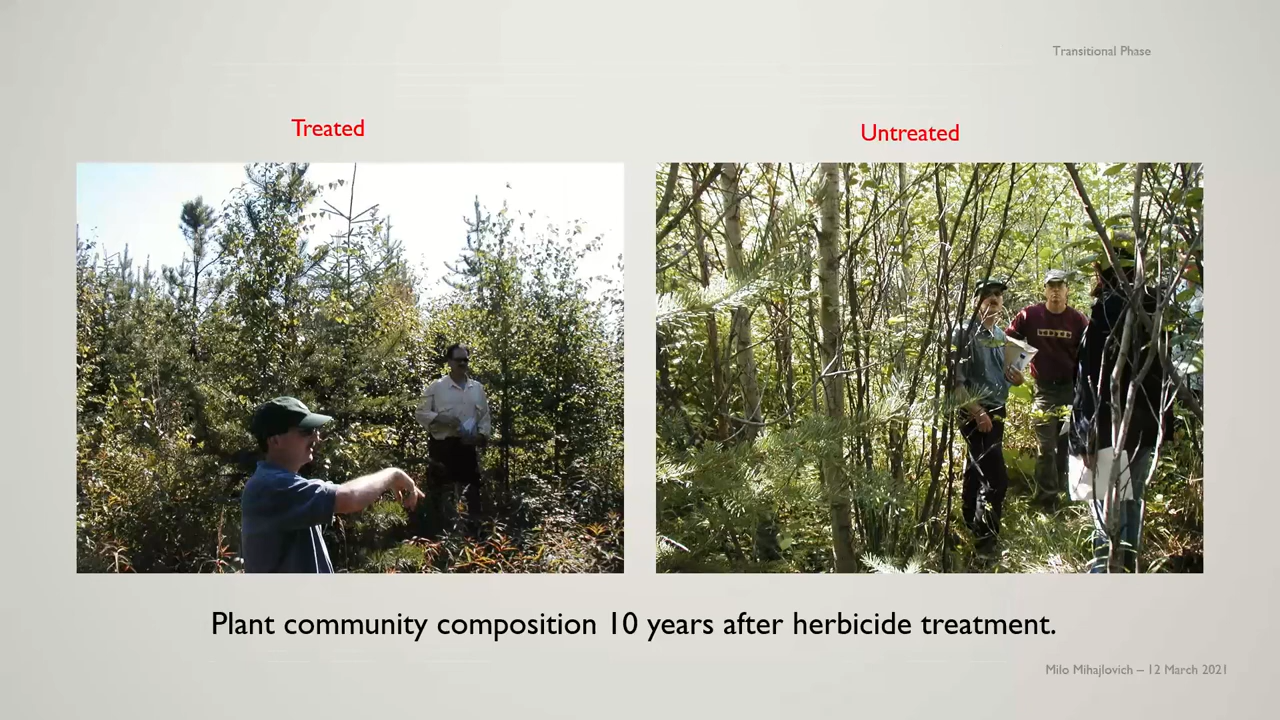 Transitional Phase
Treated
Untreated
Plant community composition 10 years after herbicide treatment.
Milo Mihajlovich – 12 March 2021